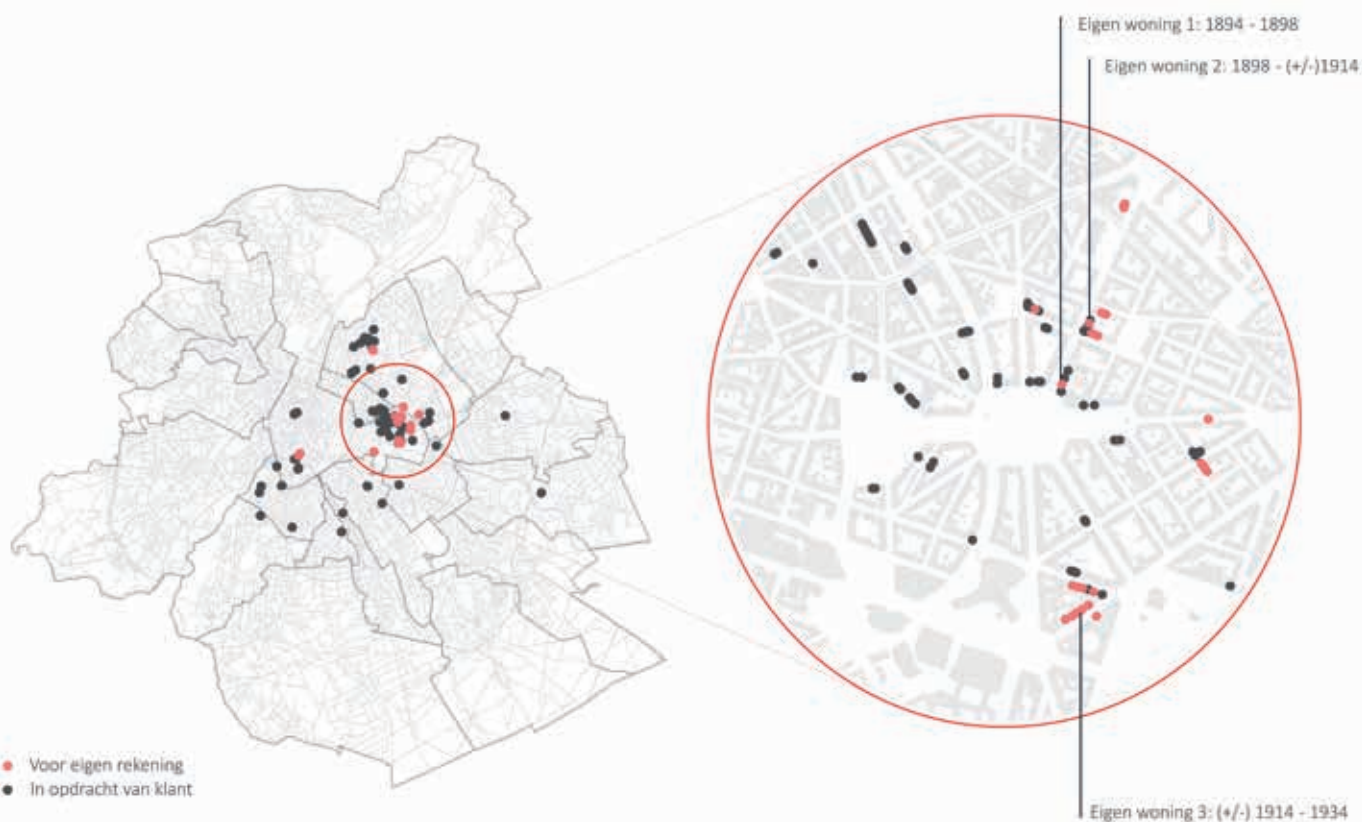 Eigen woning 1: 1894 - 1898
Eigen woning 2: 1898 - (+/-)1914
Voor eigen rekening
In opdracht van klant
Eigen woning 3: (+/-) 1914 - 1934